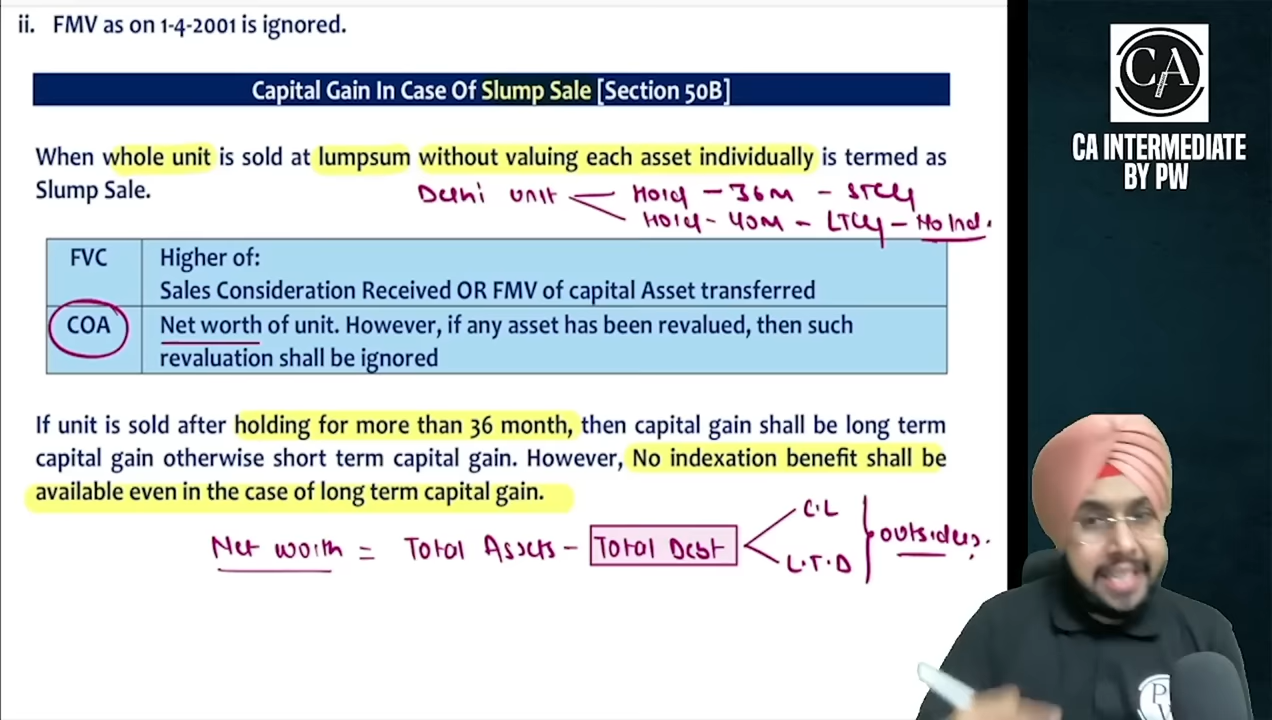 ii. FMV as on 1-4-2001 is ignored.
Capital Gain In Case Of Slump Sale [Section 50B]
When whole unit is sold at lumpsum without valuing each asset individually is termed as
Slump Sale.
Delhi unit
Hold - 36M - STCG
Hold - 40M - LTCG - No Ind.
FVC
Higher of:
Sales Consideration Received OR FMV of capital Asset transferred
COA
Net worth of unit. However, if any asset has been revalued, then such
revaluation shall be ignored
If unit is sold after holding for more than 36 month, then capital gain shall be long term
capital gain otherwise short term capital gain. However, No indexation benefit shall be
available even in the case of long term capital gain.
Net worth = Total Assets - Total Debt
C.L
L.T.D
outsiders.
CA
CA INTERMEDIATE
BY PW